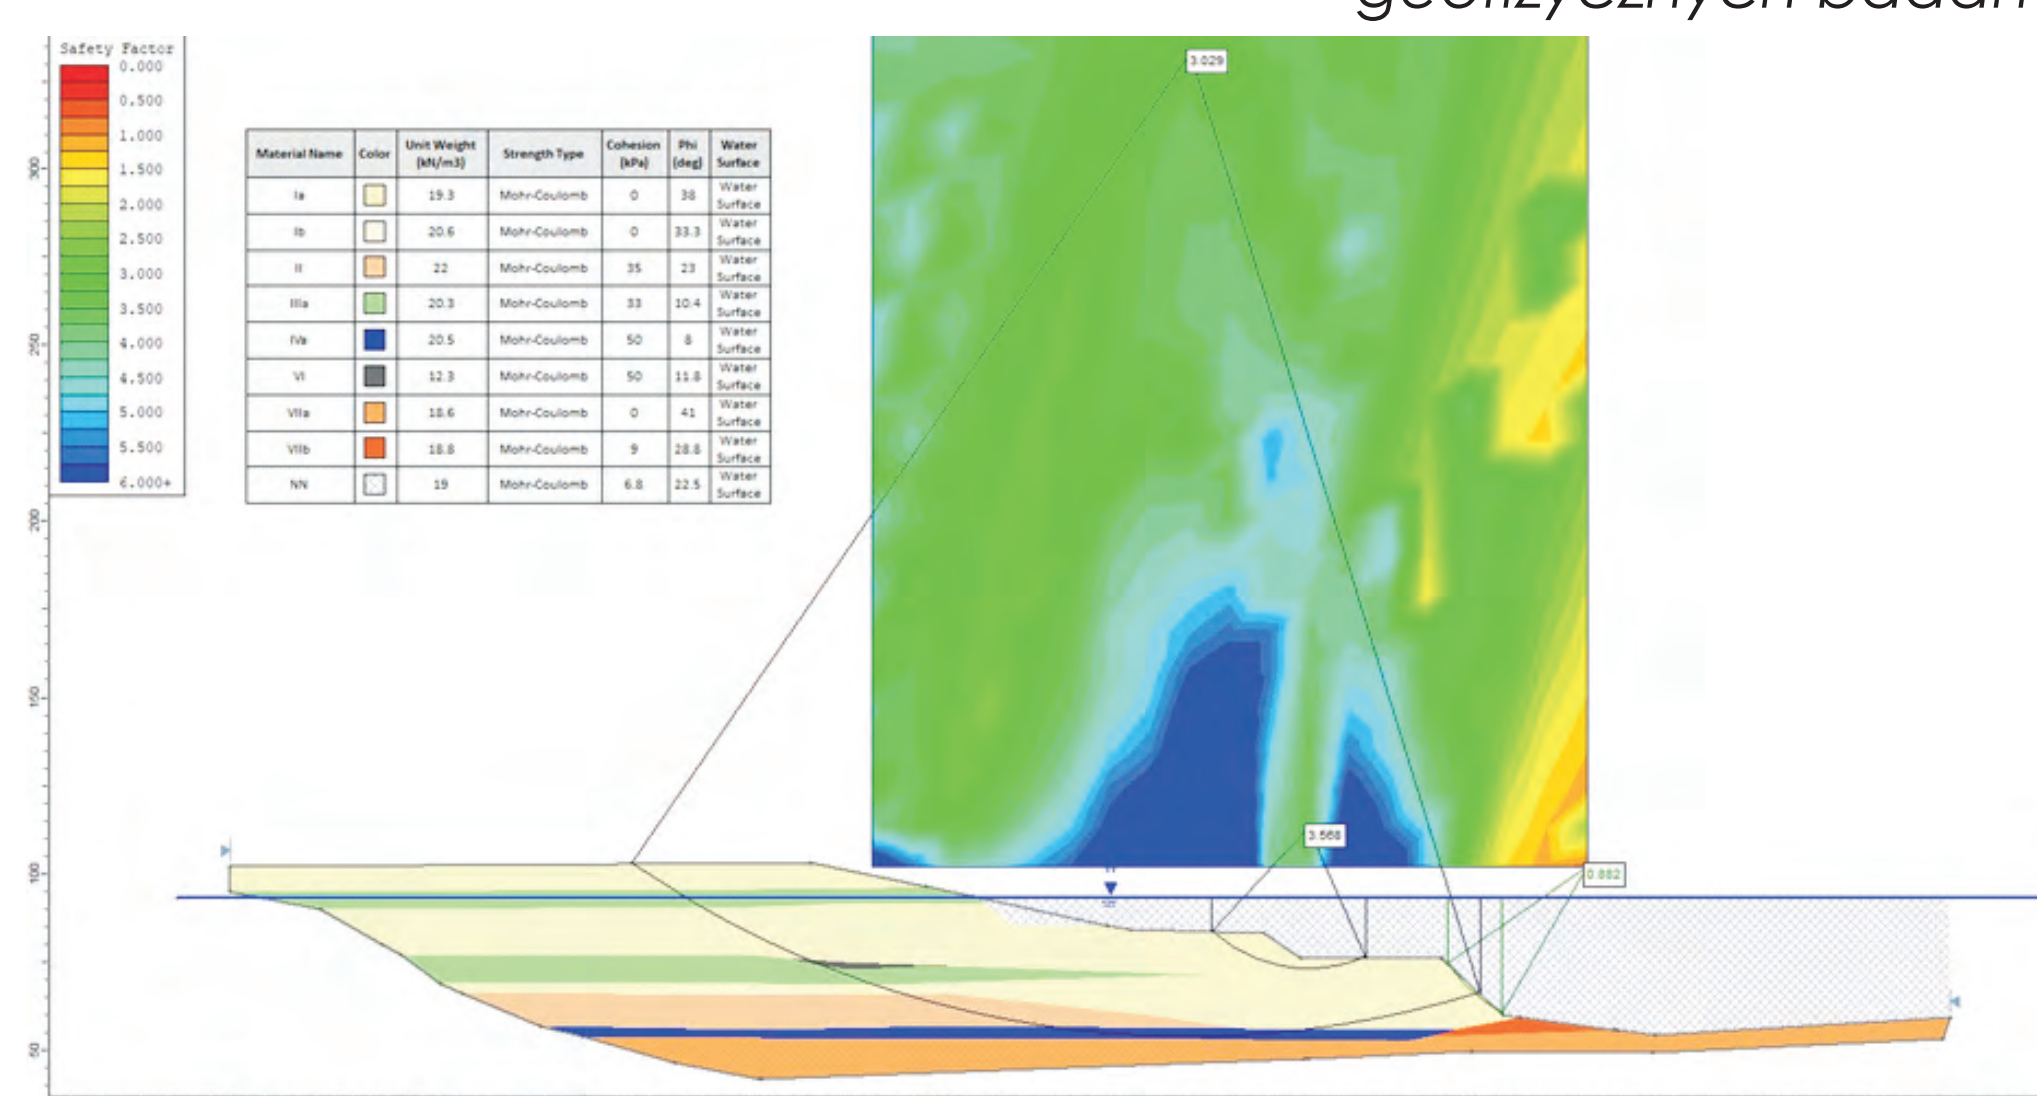 geofizycznych badań
Safety Factor
0.000
0.500
1.000
1.500
2.000
2.500
3.000
3.500
4.000
4.500
5.000
5.500
6.000+
300
250
200
150
100
50
Material Name Color Unit Weight (kN/m3) Strength Type Cohesion (kPa) Phi (deg) Water Surface
Ia 19.3 Mohr-Coulomb 0 38 Water Surface
Ib 20.6 Mohr-Coulomb 0 33.3 Water Surface
II 22 Mohr-Coulomb 35 23 Water Surface
IIIa 20.3 Mohr-Coulomb 33 10.4 Water Surface
IVa 20.5 Mohr-Coulomb 50 8 Water Surface
VI 12.3 Mohr-Coulomb 50 11.8 Water Surface
VIIa 18.6 Mohr-Coulomb 0 41 Water Surface
VIIb 18.8 Mohr-Coulomb 9 28.8 Water Surface
NN 19 Mohr-Coulomb 6.8 22.5 Water Surface
3.029
3.568
0.882